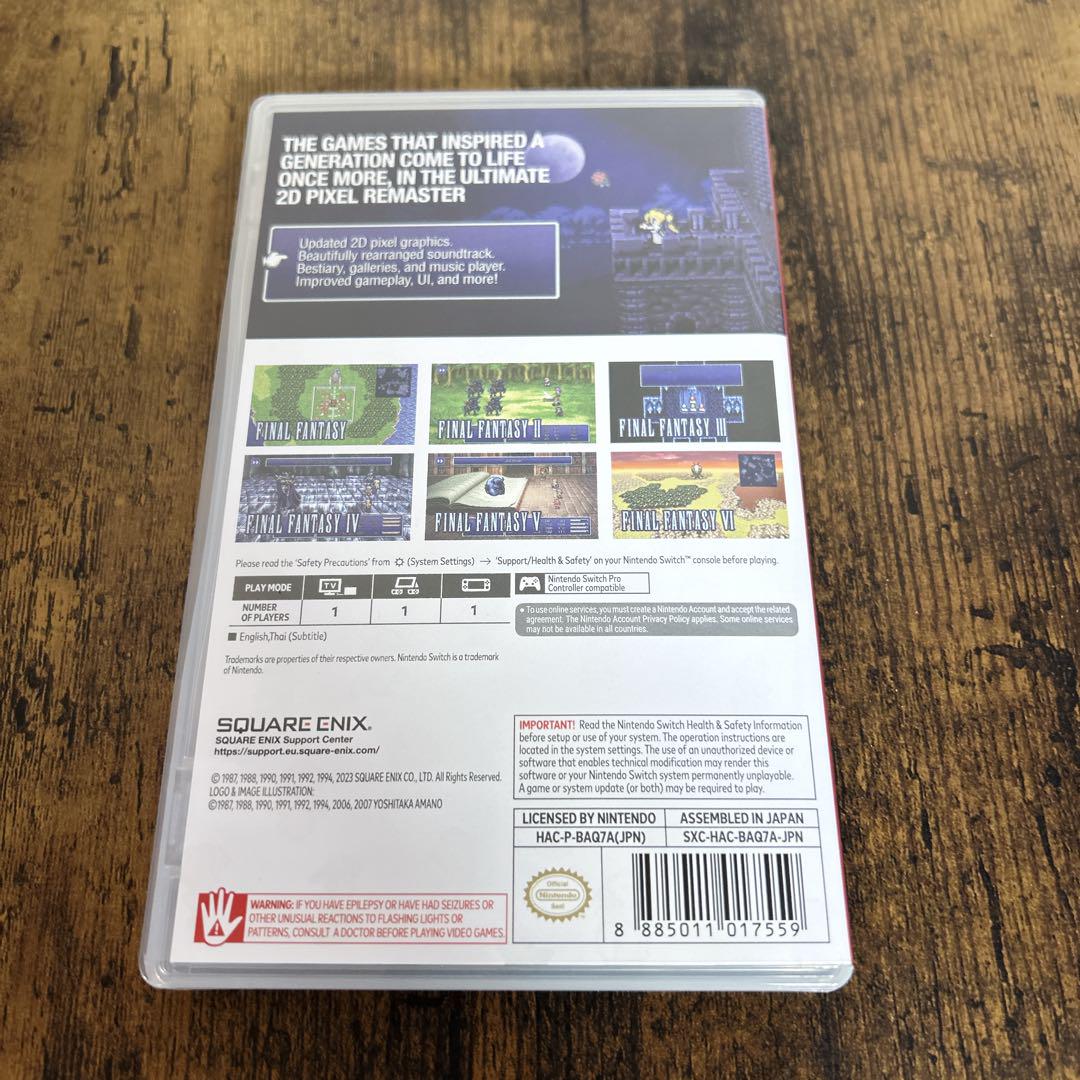 THE GAMES THAT INSPIRED A
GENERATION COME TO LIFE
ONCE MORE, IN THE ULTIMATE
2D PIXEL REMASTER
Updated 2D pixel graphics.
Beautifully rearranged soundtrack.
Bestiary, galleries, and music player.
Improved gameplay, UI, and more!
FINAL FANTASY
FINAL FANTASY II
FINAL FANTASY III
FINAL FANTASY IV
FINAL FANTASY V
FINAL FANTASY VI
Please read the 'Safety Precautions' from (System Settings) → 'Support/Health & Safety' on your Nintendo Switch™ console before playing.
PLAY MODE
TV
NUMBER
OF PLAYERS
1
1
1
Nintendo Switch Pro
Controller compatible
• To use online services, you must create a Nintendo Account and accept the related
agreement. The Nintendo Account Privacy Policy applies. Some online services
may not be available in all countries.
■ English,Thai (Subtitle)
Trademarks are properties of their respective owners. Nintendo Switch is a trademark
of Nintendo.
SQUARE ENIX®
SQUARE ENIX Support Center
https://support.eu.square-enix.com/
© 1987, 1988, 1990, 1991, 1992, 1994, 2023 SQUARE ENIX CO., LTD. All Rights Reserved.
LOGO & IMAGE ILLUSTRATION:
©1987, 1988, 1990, 1991, 1992, 1994, 2006, 2007 YOSHITAKA AMANO
IMPORTANT! Read the Nintendo Switch Health & Safety Information
before setup or use of your system. The operation instructions are
located in the system settings. The use of an unauthorized device or
software that enables technical modification may render this
software or your Nintendo Switch system permanently unplayable.
A game or system update (or both) may be required to play.
LICENSED BY NINTENDO
ASSEMBLED IN JAPAN
HAC-P-BAQ7A(JPN)
SXC-HAC-BAQ7A-JPN
WARNING: IF YOU HAVE EPILEPSY OR HAVE HAD SEIZURES OR
OTHER UNUSUAL REACTIONS TO FLASHING LIGHTS OR
PATTERNS, CONSULT A DOCTOR BEFORE PLAYING VIDEO GAMES.
Official
Nintendo
Seal
8 885011 017559